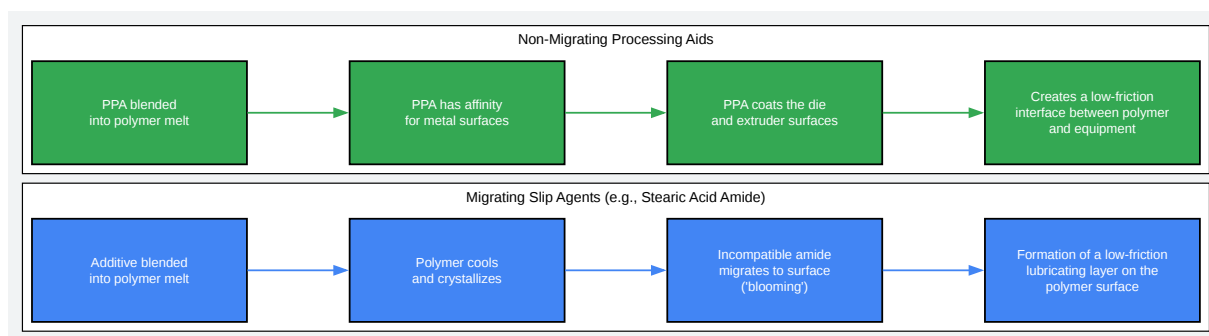 Non-Migrating Processing Aids
PPA blended
into polymer melt
PPA has affinity
for metal surfaces
PPA coats the die
and extruder surfaces
Creates a low-friction
interface between polymer
and equipment
Migrating Slip Agents (e.g., Stearic Acid Amide)
Additive blended
into polymer melt
Polymer cools
and crystallizes
Incompatible amide
migrates to surface
('blooming')
Formation of a low-friction
lubricating layer on the
polymer surface